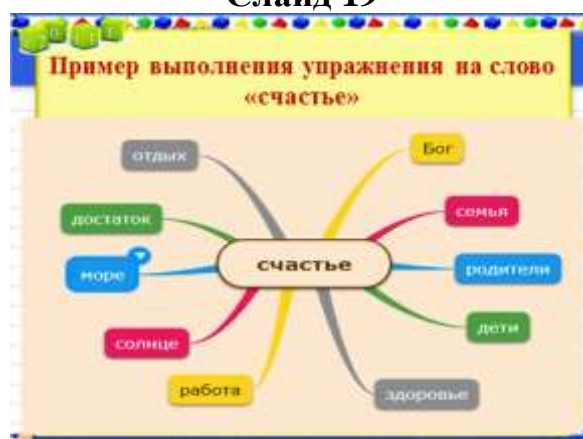 Слайд 19
Пример выполнения упражнения на слово
«счастье»
отдых
Бог
достаток
семья
море
счастье
родители
солнце
дети
работа
здоровье